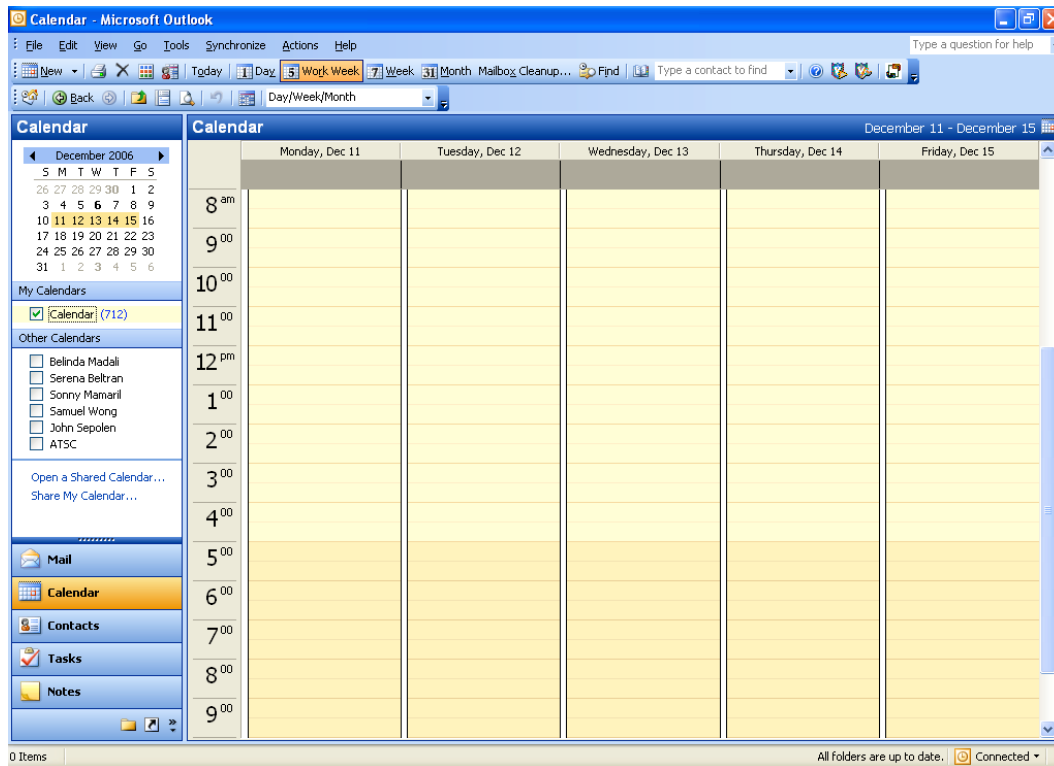 Calendar - Microsoft Outlook
File Edit View Go Tools Synchronize Actions Help Type a question for help
New Today 1 Day 5 Work Week 7 Week 31 Month Mailbox Cleanup... Find Type a contact to find
Back Day/Week/Month
Calendar
December 2006
S M T W T F S
26 27 28 29 30 1 2
3 4 5 6 7 8 9
10 11 12 13 14 15 16
17 18 19 20 21 22 23
24 25 26 27 28 29 30
31 1 2 3 4 5 6
My Calendars
Calendar (712)
Other Calendars
Belinda Madali
Serena Beltran
Sonny Mamaril
Samuel Wong
John Sepolen
ATSC
Open a Shared Calendar...
Share My Calendar...
Mail
Calendar
Contacts
Tasks
Notes
Calendar December 11 - December 15
Monday, Dec 11 Tuesday, Dec 12 Wednesday, Dec 13 Thursday, Dec 14 Friday, Dec 15
8 am
9 00
10 00
11 00
12 pm
1 00
2 00
3 00
4 00
5 00
6 00
7 00
8 00
9 00
0 Items All folders are up to date. Connected